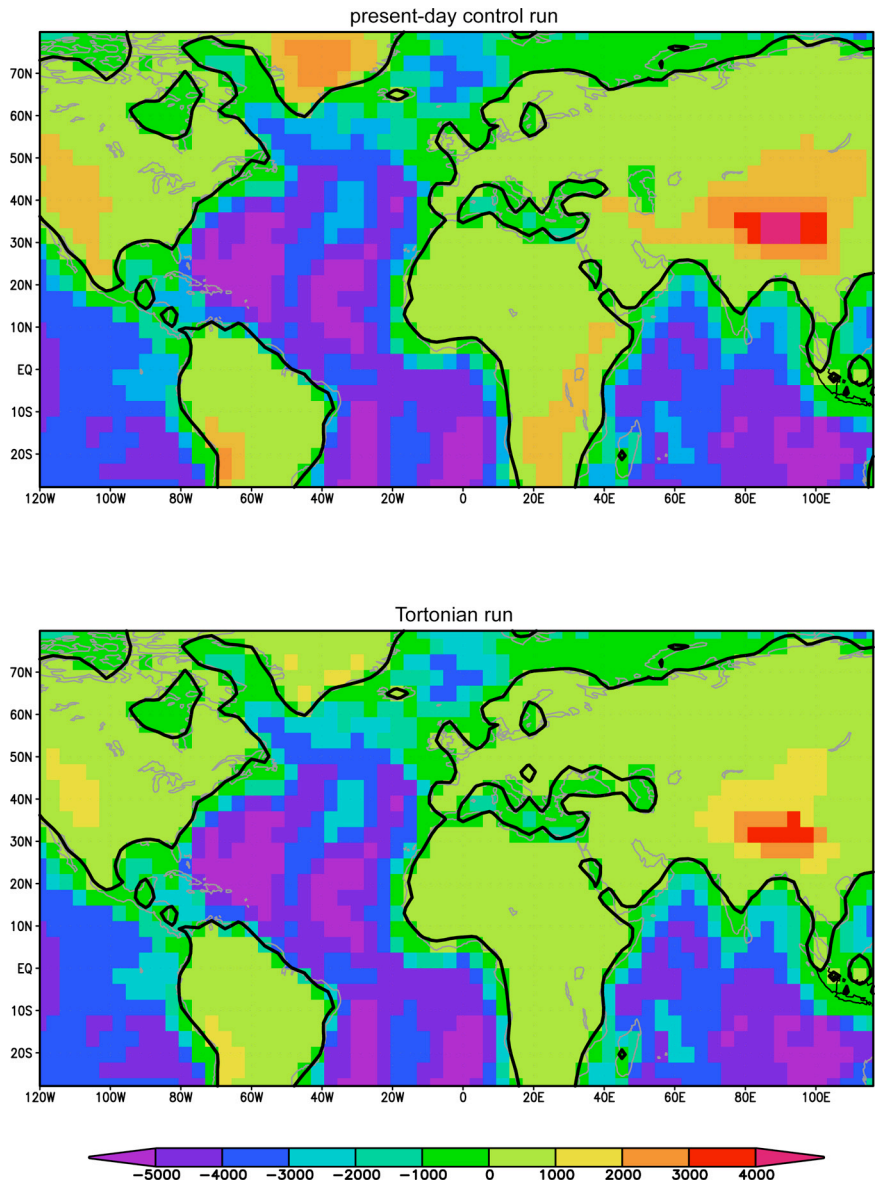 present-day control run
70N
60N
50N
40N
30N
20N
10N
EQ
10S
20S
120W 100W 80W 60W 40W 20W 0 20E 40E 60E 80E 100E
Tortonian run
70N
60N
50N
40N
30N
20N
10N
EQ
10S
20S
120W 100W 80W 60W 40W 20W 0 20E 40E 60E 80E 100E
−5000 −4000 −3000 −2000 −1000 0 1000 2000 3000 4000